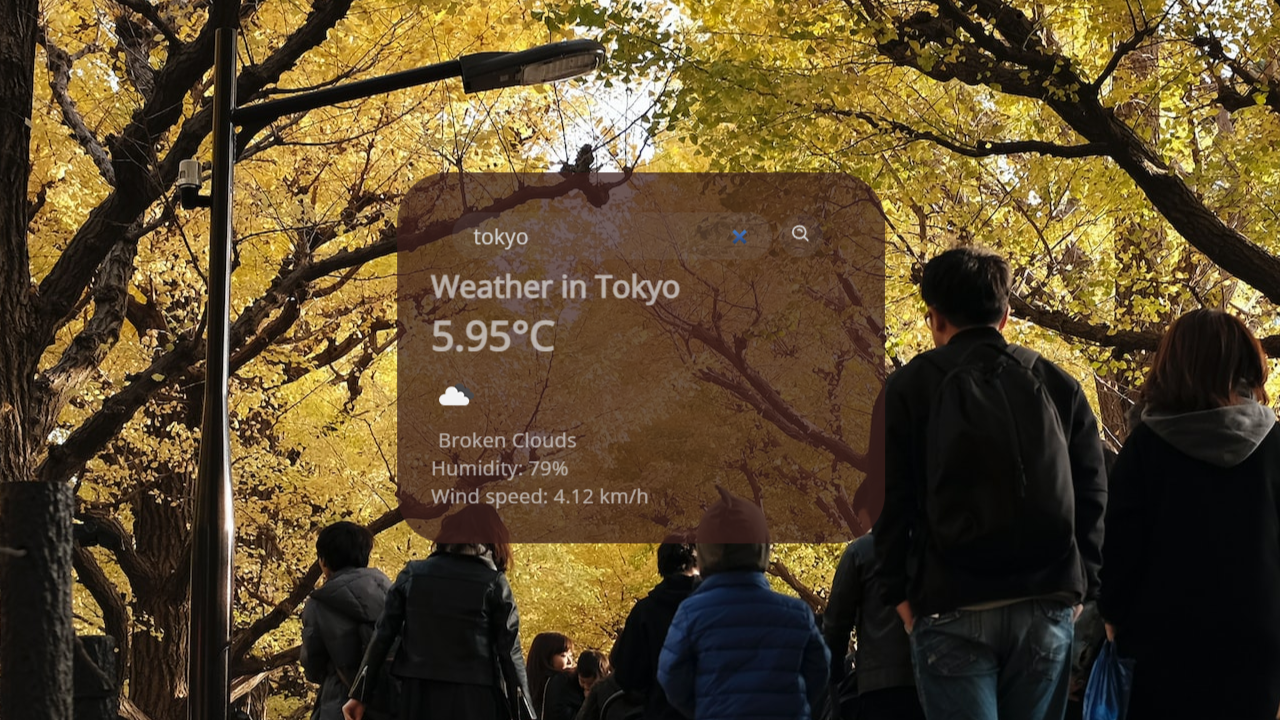 tokyo
Weather in Tokyo
5.95°C
Broken Clouds
Humidity: 79%
Wind speed: 4.12 km/h